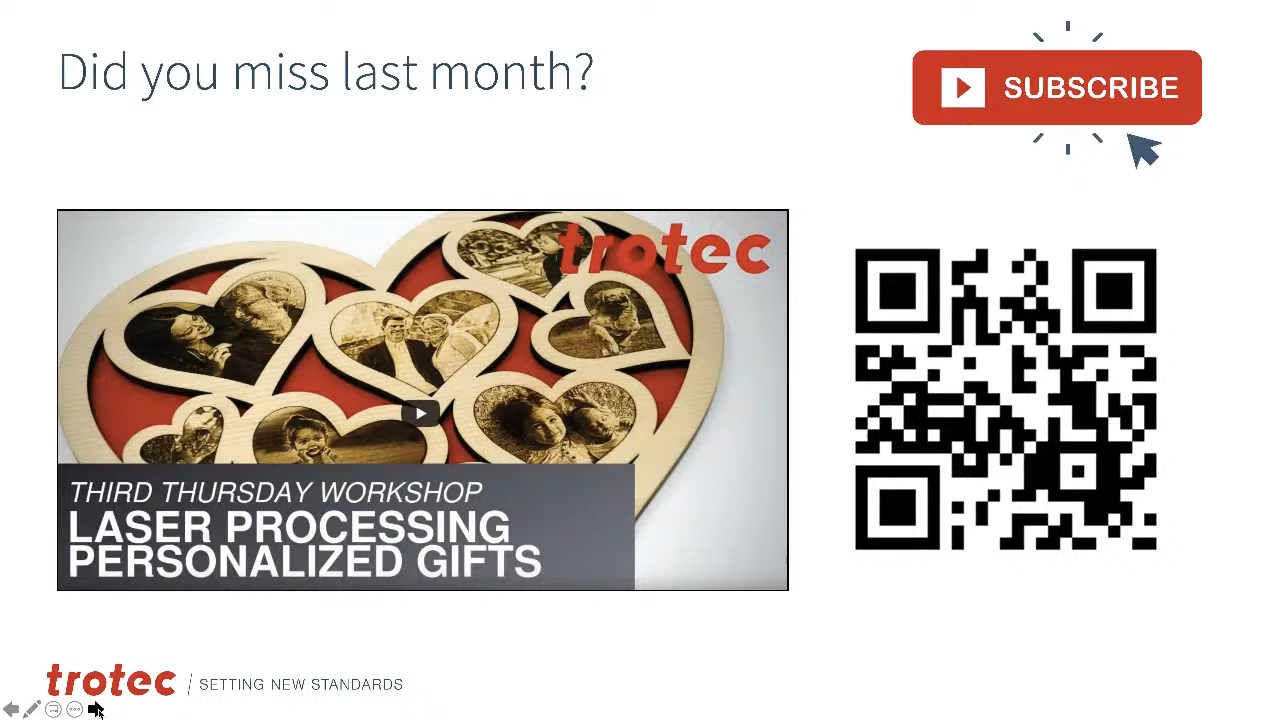 Did you miss last month?
SUBSCRIBE
trotec
THIRD THURSDAY WORKSHOP
LASER PROCESSING
PERSONALIZED GIFTS
trotec / SETTING NEW STANDARDS